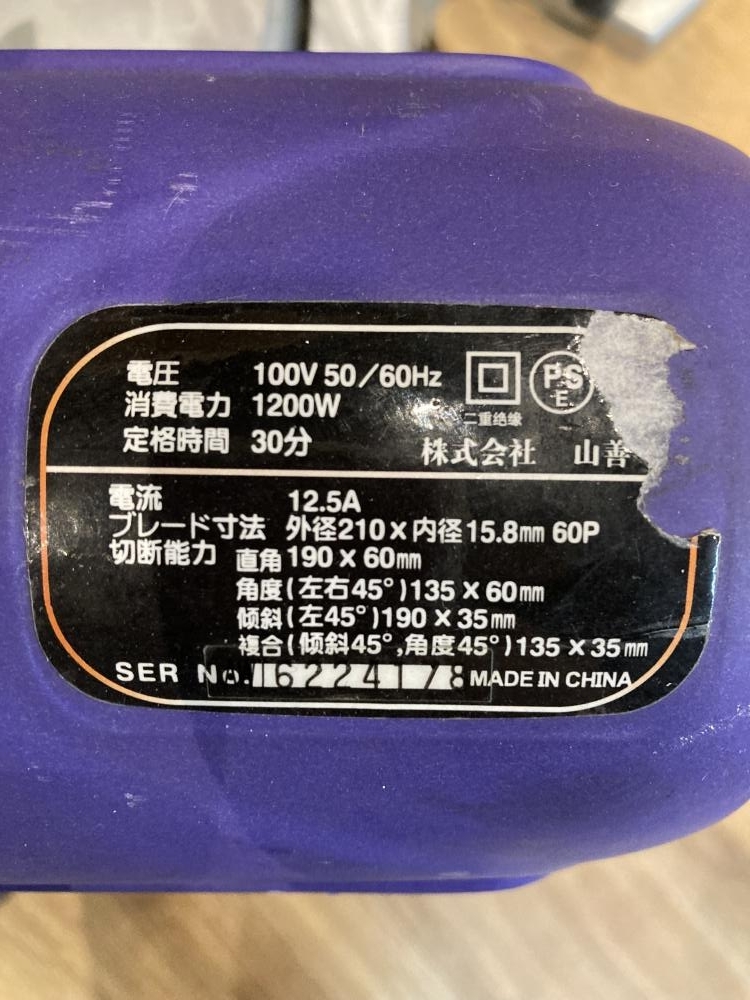 電圧 100V 50/60Hz
消費電力 1200W
定格時間 30分
PS
E
二重绝缘
株式会社 山善
電流 12.5A
ブレード寸法 外径210×内径15.8mm 60P
切断能力 直角 190×60mm
角度(左右45°)135×60mm
傾斜(左45°)190×35mm
複合(傾斜45°,角度45°)135×35mm
SER No. MADE IN CHINA